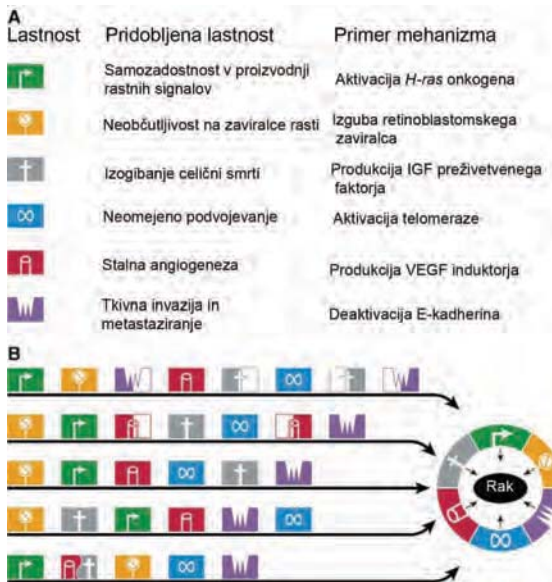 A
Lastnost Pridobljena lastnost Primer mehanizma
Samozadostnost v proizvodnji
rastnih signalov
Aktivacija H-ras onkogena
Neobčutljivost na zaviralce rasti
Izguba retinoblastomskega
zaviralca
Izogibanje celični smrti
Produkcija IGF preživetvenega
faktorja
Neomejeno podvojevanje
Aktivacija telomeraze
Stalna angiogeneza
Produkcija VEGF induktorja
Tkivna invazija in
metastaziranje
Deaktivacija E-kadherina
B
Rak